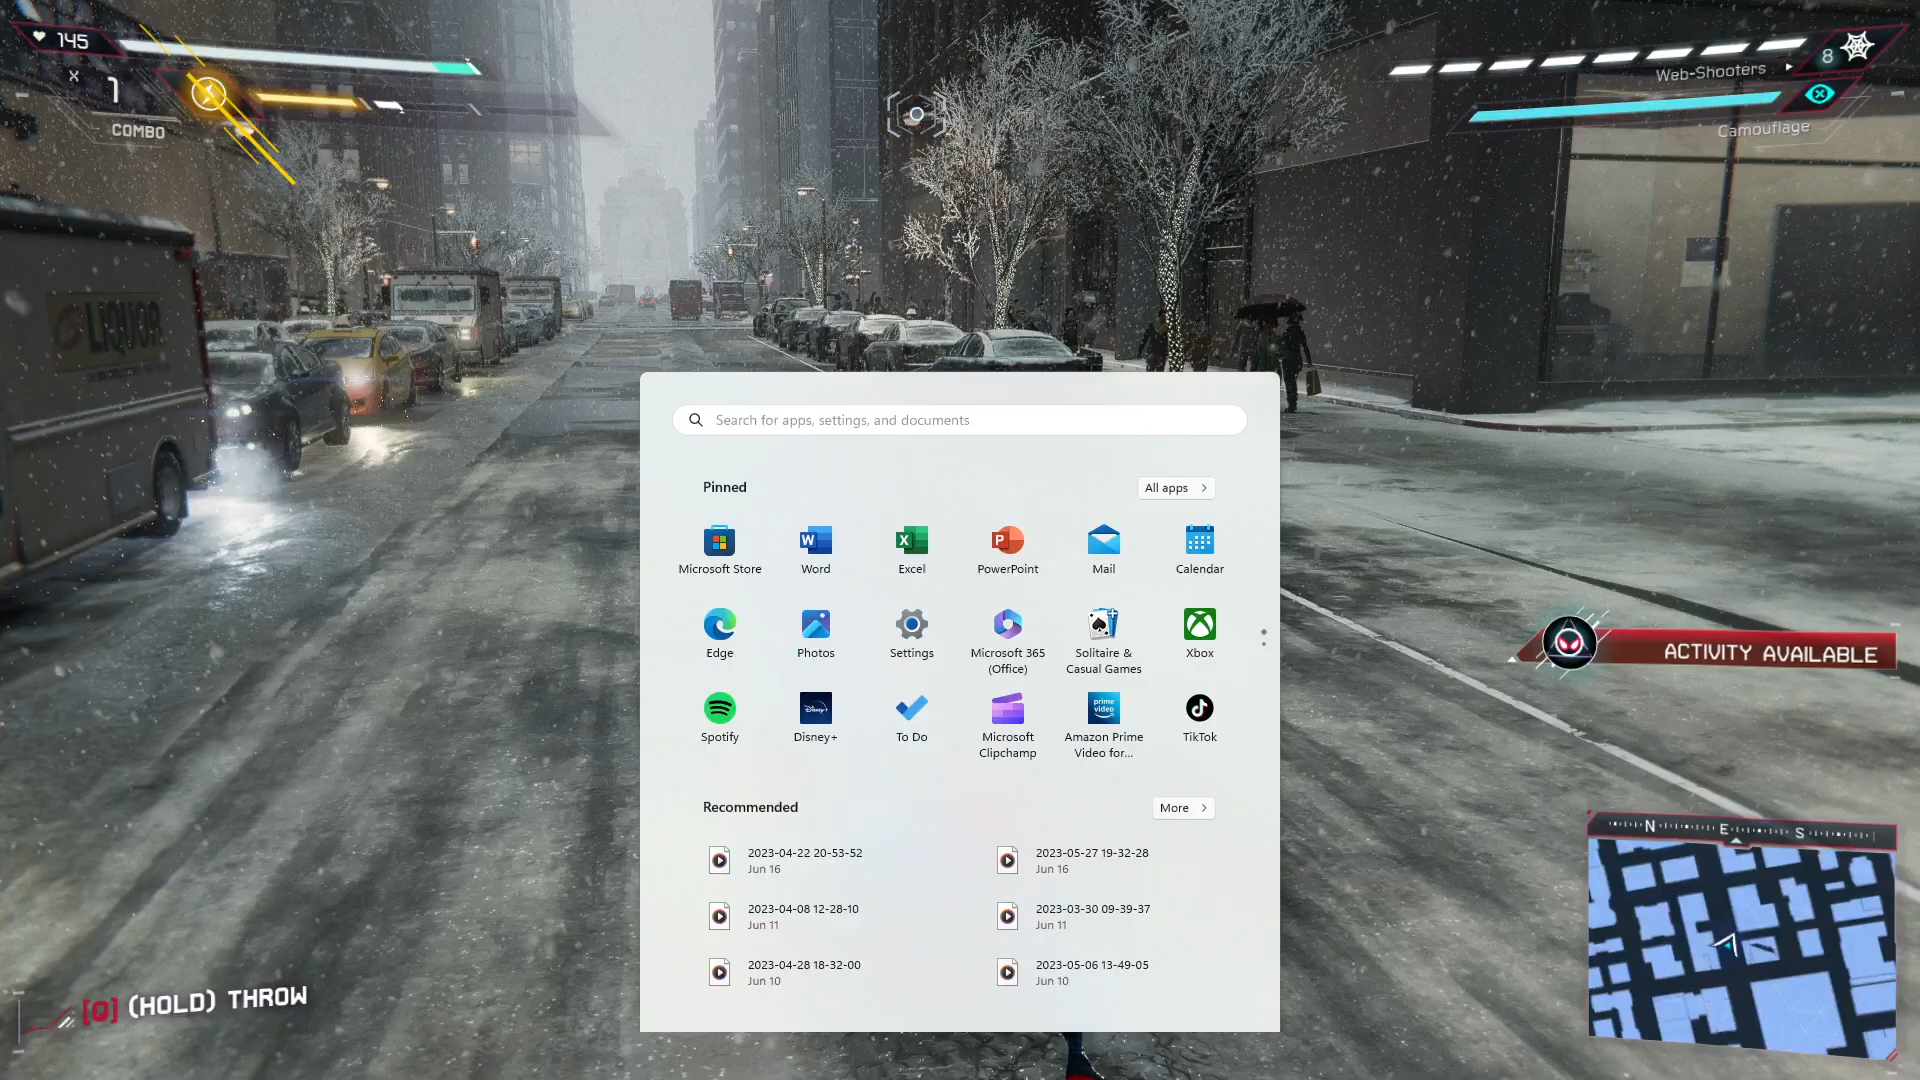 145
x 1
COMBO
8
Web-Shooters
Camouflage
LIQUOR
Search for apps, settings, and documents
Pinned
All apps
Microsoft Store
Word
Excel
PowerPoint
Mail
Calendar
Edge
Photos
Settings
Microsoft 365
(Office)
Solitaire &
Casual Games
Xbox
Spotify
Disney+
To Do
Microsoft
Clipchamp
prime
video
Amazon Prime
Video for...
TikTok
ACTIVITY AVAILABLE
Recommended
More
2023-04-22 20-53-52
Jun 16
2023-05-27 19-32-28
Jun 16
2023-04-08 12-28-10
Jun 11
2023-03-30 09-39-37
Jun 11
2023-04-28 18-32-00
Jun 10
2023-05-06 13-49-05
Jun 10
N E S
[Q] (HOLD) THROW